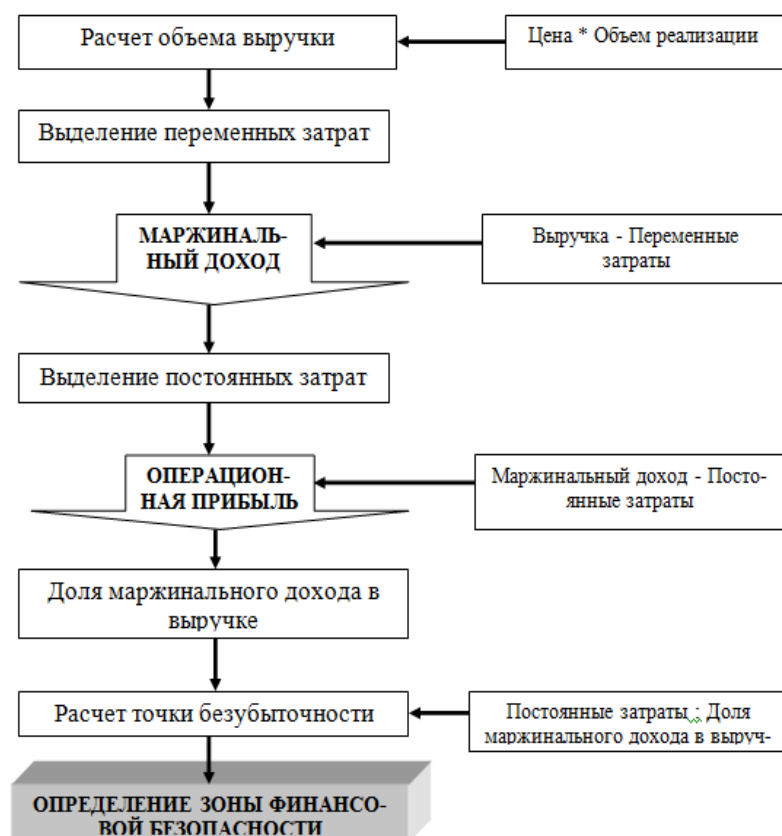 Расчет объема выручки
Цена * Объем реализации
Выделение переменных затрат
МАРЖИНАЛЬ-
НЫЙ ДОХОД
Выручка - Переменные
затраты
Выделение постоянных затрат
ОПЕРАЦИОН-
НАЯ ПРИБЫЛЬ
Маржинальный доход - Посто-
янные затраты
Доля маржинального дохода в
выручке
Расчет точки безубыточности
Постоянные затраты : Доля
маржинального дохода в выруч-
ОПРЕДЕЛЕНИЕ ЗОНЫ ФИНАНСО-
ВОЙ БЕЗОПАСНОСТИ